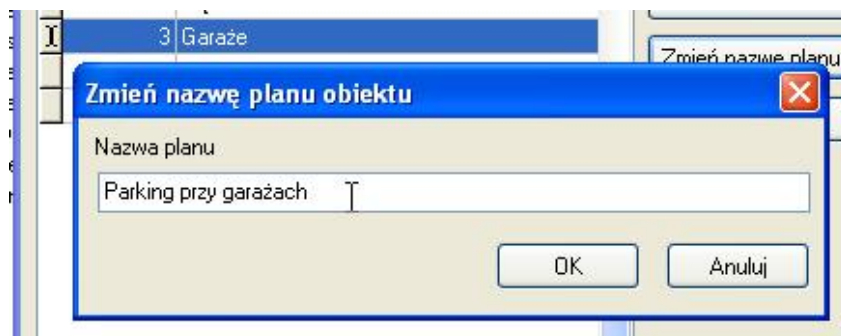 3 Garaże
Zmień nazwę planu
Zmień nazwę planu obiektu
Nazwa planu
Parking przy garażach
OK
Anuluj